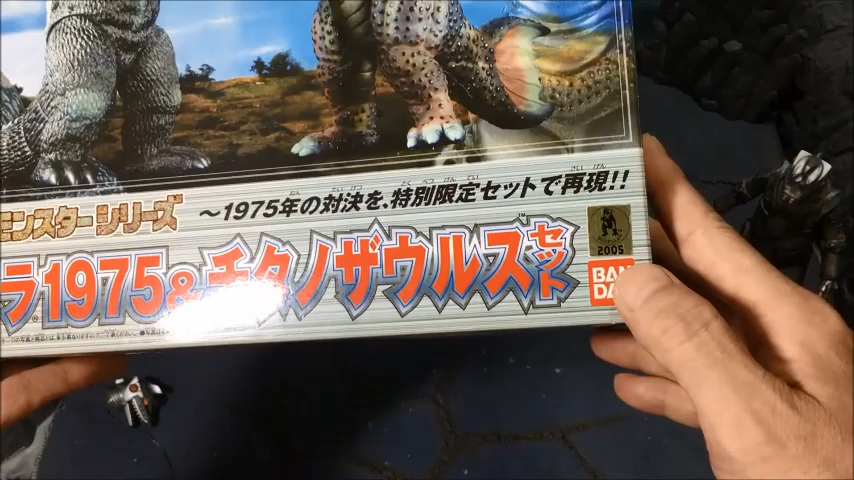 ～1975年の対決を、特別限定セットで再現!!
モンスターシリーズ
ラ1975&チタノザウルスセット
2005
BAN
DA